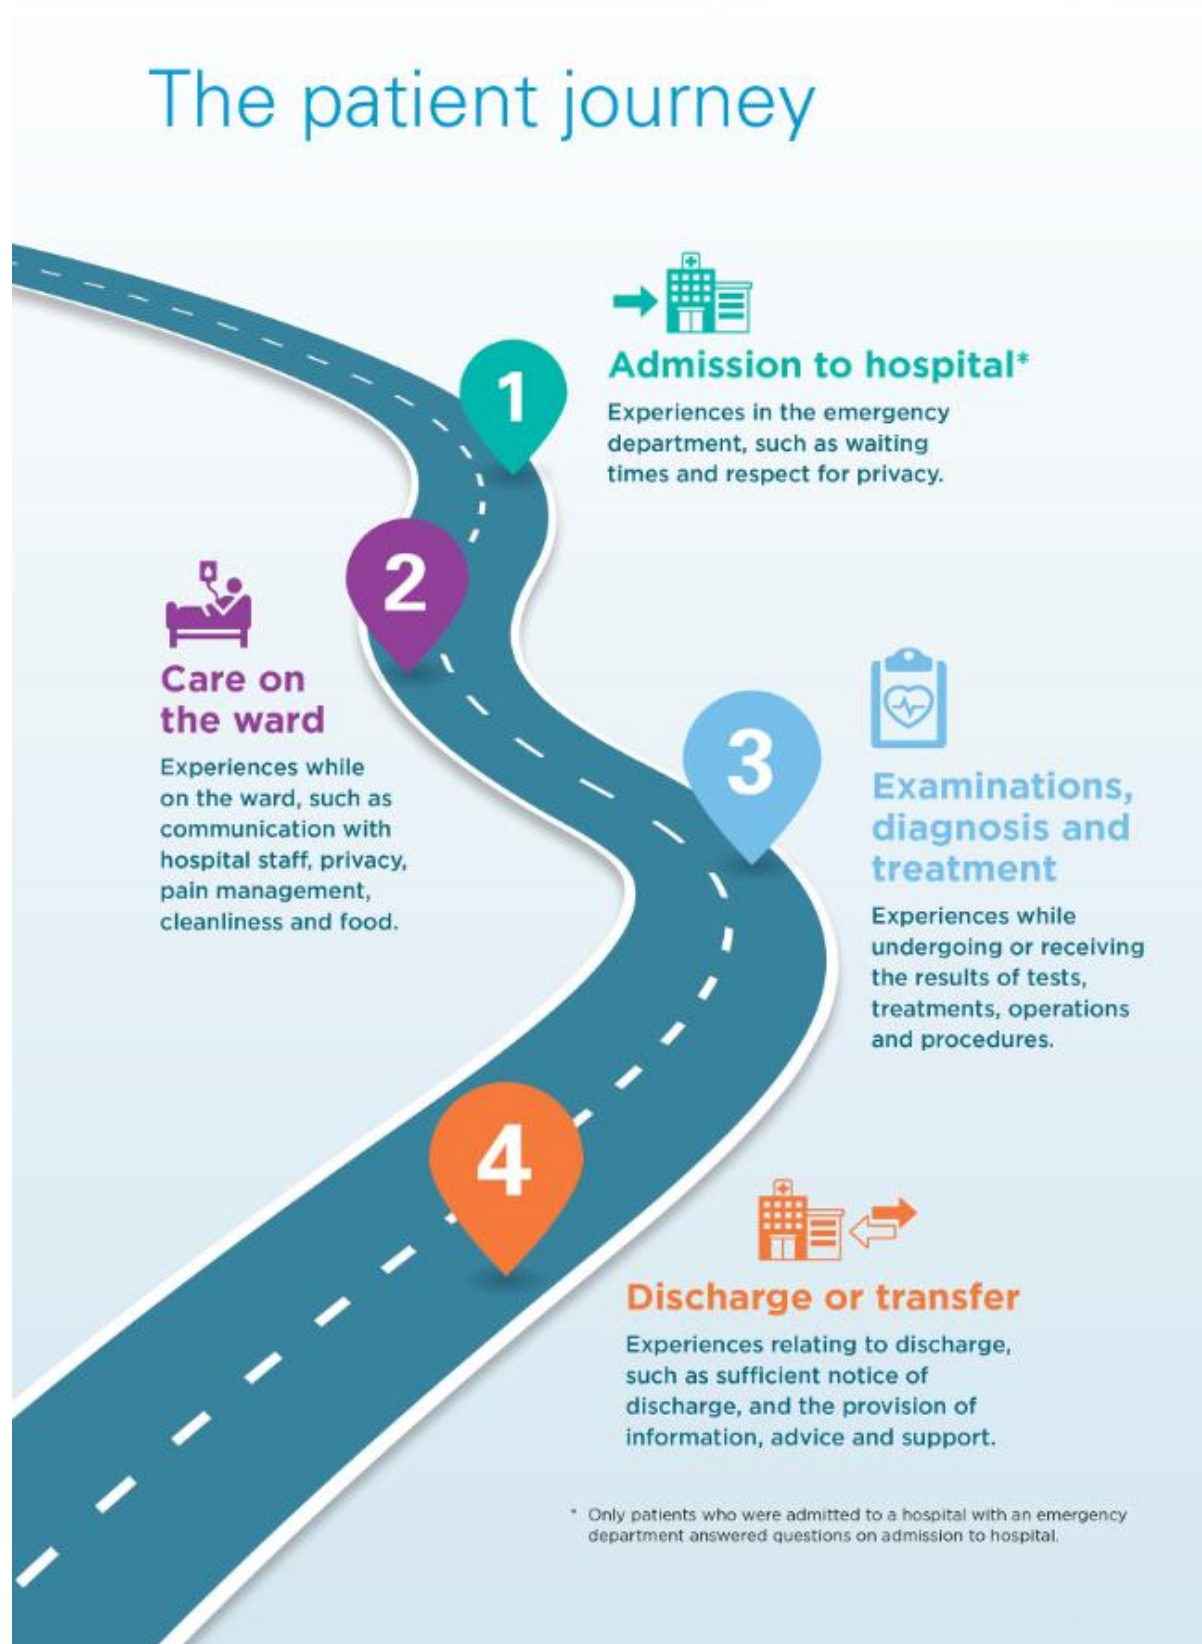 The patient journey
1
Admission to hospital*
Experiences in the emergency
department, such as waiting
times and respect for privacy.
2
Care on
the ward
Experiences while
on the ward, such as
communication with
hospital staff, privacy,
pain management,
cleanliness and food.
3
Examinations,
diagnosis and
treatment
Experiences while
undergoing or receiving
the results of tests,
treatments, operations
and procedures.
4
Discharge or transfer
Experiences relating to discharge,
such as sufficient notice of
discharge, and the provision of
information, advice and support.
* Only patients who were admitted to a hospital with an emergency
department answered questions on admission to hospital.